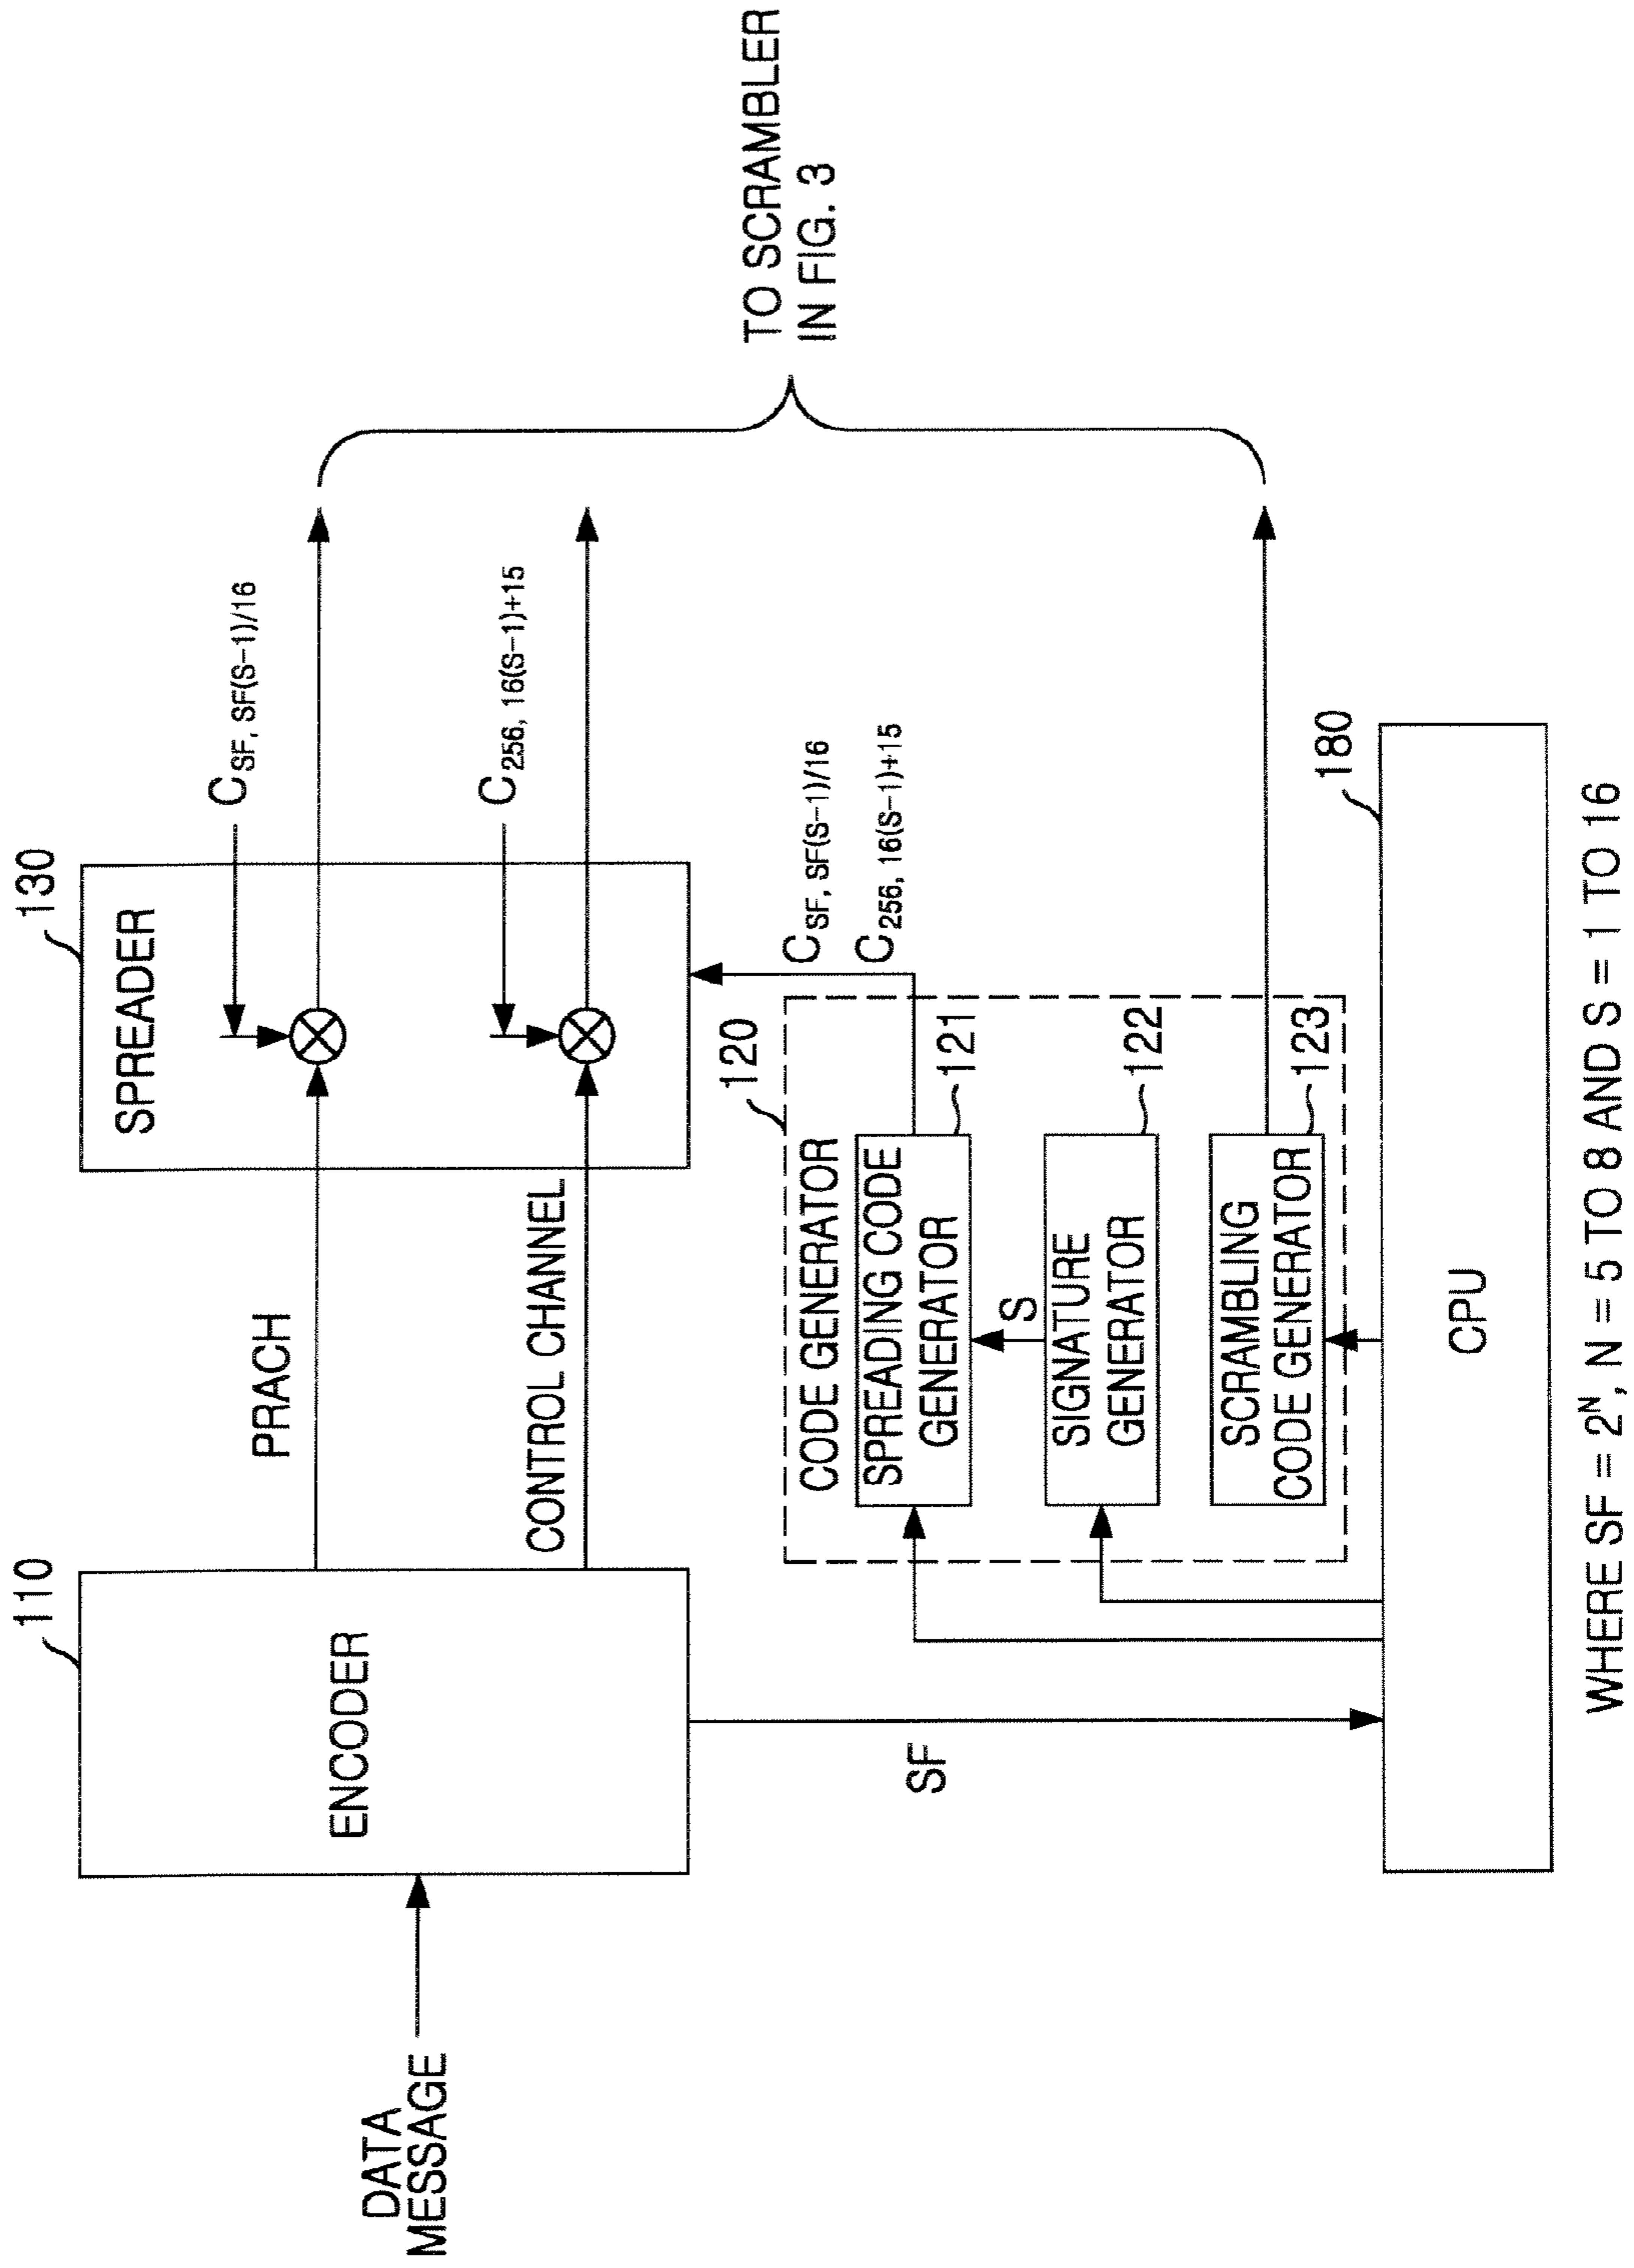 DATA
MESSAGE
110
ENCODER
PRACH
CONTROL CHANNEL
SF
130
SPREADER
C_SF, SF(S-1)/16
C_256, 16(S-1)+15
120
CODE GENERATOR
SPREADING CODE
GENERATOR
121
C_SF, SF(S-1)/16
C_256, 16(S-1)+15
S
SIGNATURE
GENERATOR
122
SCRAMBLING
CODE GENERATOR
123
TO SCRAMBLER
IN FIG. 3
180
CPU
WHERE SF = 2^N, N = 5 TO 8 AND S = 1 TO 16